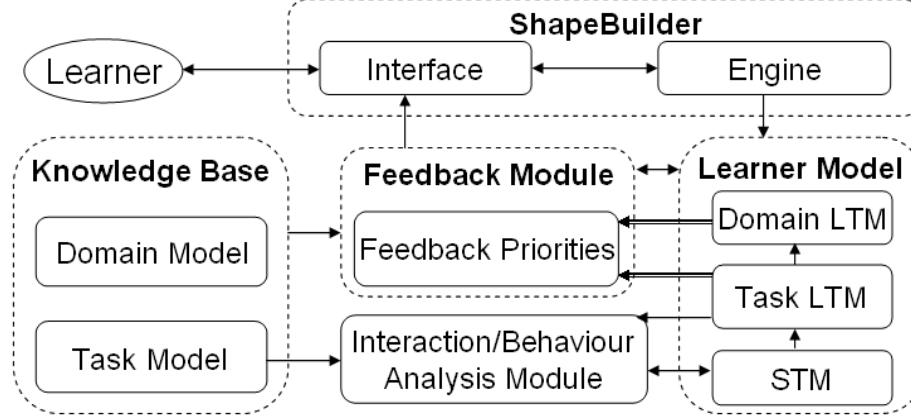 ShapeBuilder
Learner
Interface
Engine
Knowledge Base
Domain Model
Task Model
Feedback Module
Feedback Priorities
Interaction/Behaviour
Analysis Module
Learner Model
Domain LTM
Task LTM
STM